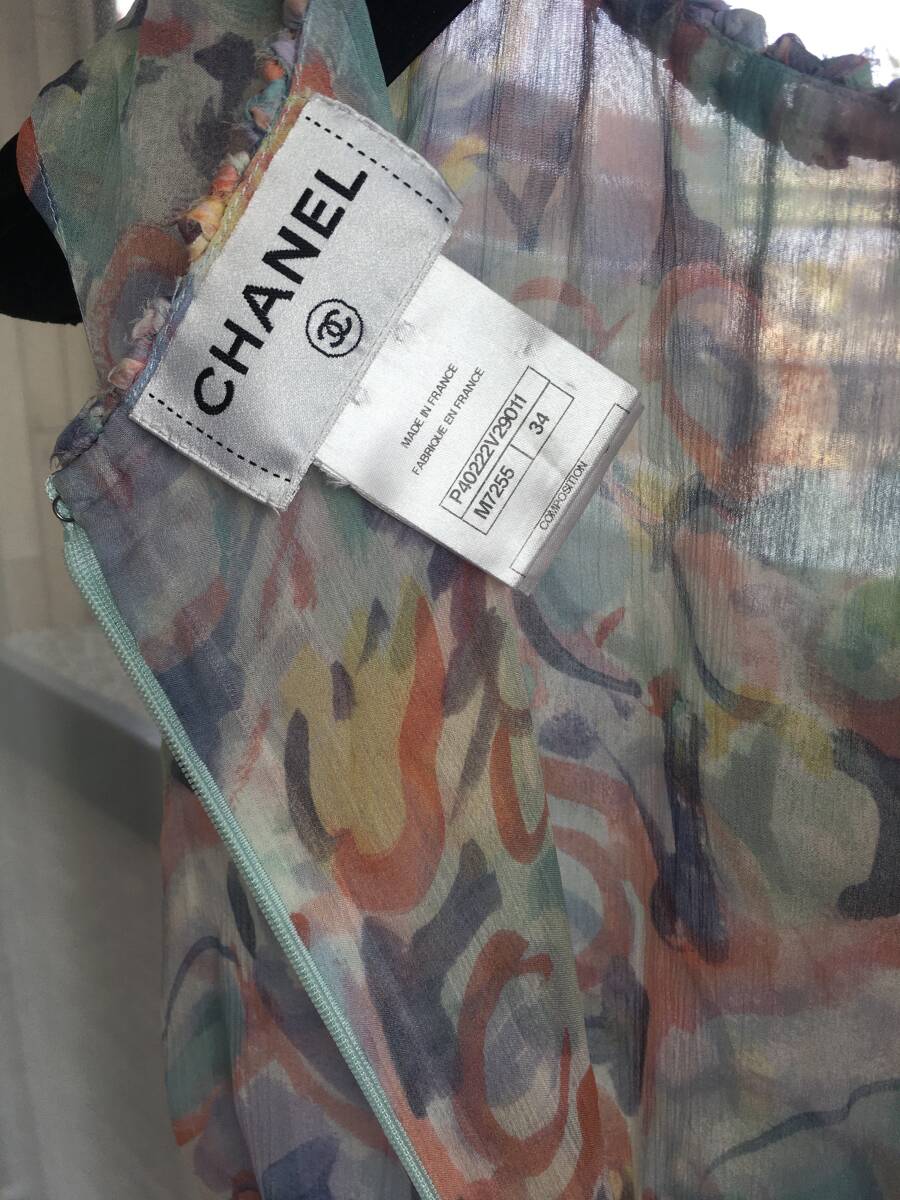 CHANEL
MADE IN FRANCE
FABRIQUE EN FRANCE
P40222V29011
M7255 34
COMPOSITION